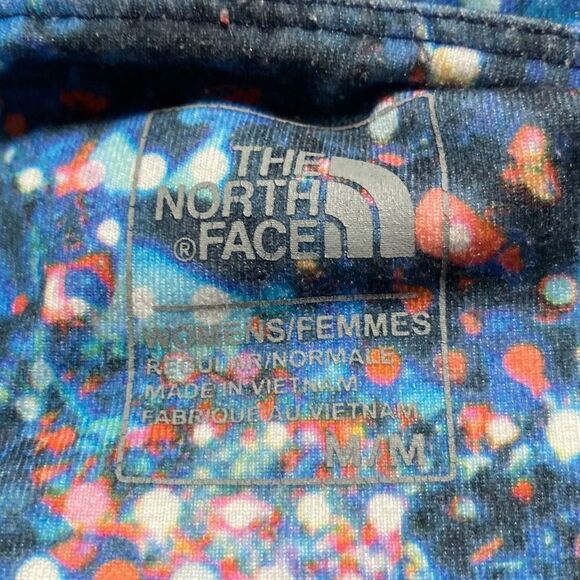 THE
NORTH
®FACE
WOMENS/FEMMES
REGULAR/NORMALE
MADE IN VIETNAM
FABRIQUE AU VIETNAM
M/M